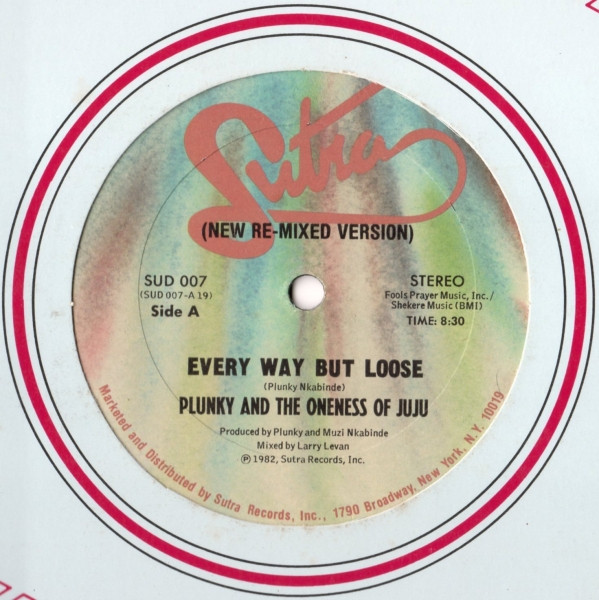 Sutra
(NEW RE-MIXED VERSION)
SUD 007
(SUD 007-A 19)
Side A
STEREO
Fools Prayer Music, Inc./
Shekere Music (BMI)
TIME: 8:30
EVERY WAY BUT LOOSE
(Plunky Nkabinde)
PLUNKY AND THE ONENESS OF JUJU
Produced by Plunky and Muzi Nkabinde
Mixed by Larry Levan
Ⓟ 1982, Sutra Records, Inc.
Marketed and Distributed by Sutra Records, Inc., 1790 Broadway, New York, N.Y. 10019